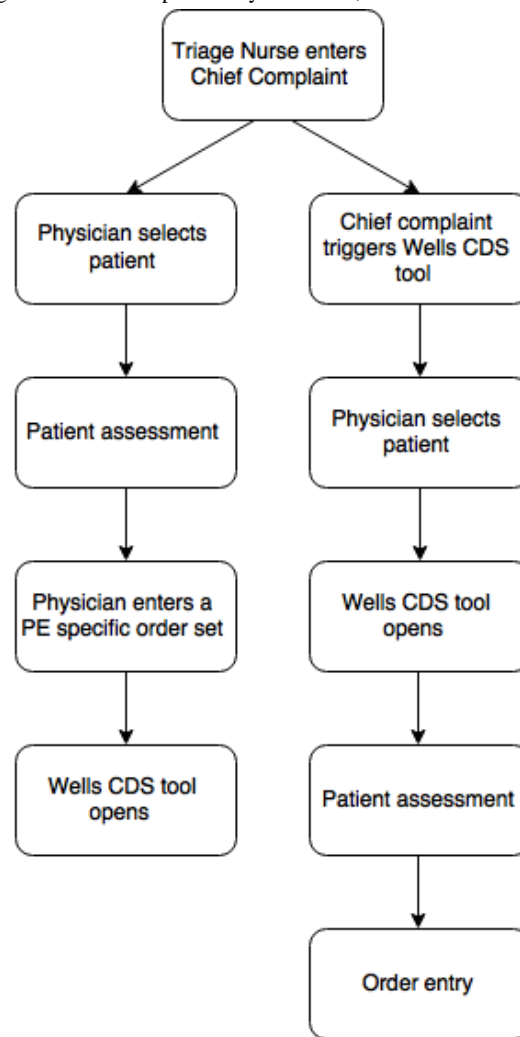 Triage Nurse enters
Chief Complaint
Physician selects
patient
Chief complaint
triggers Wells CDS
tool
Patient assessment
Physician selects
patient
Physician enters a
PE specific order set
Wells CDS tool
opens
Wells CDS tool
opens
Patient assessment
Order entry